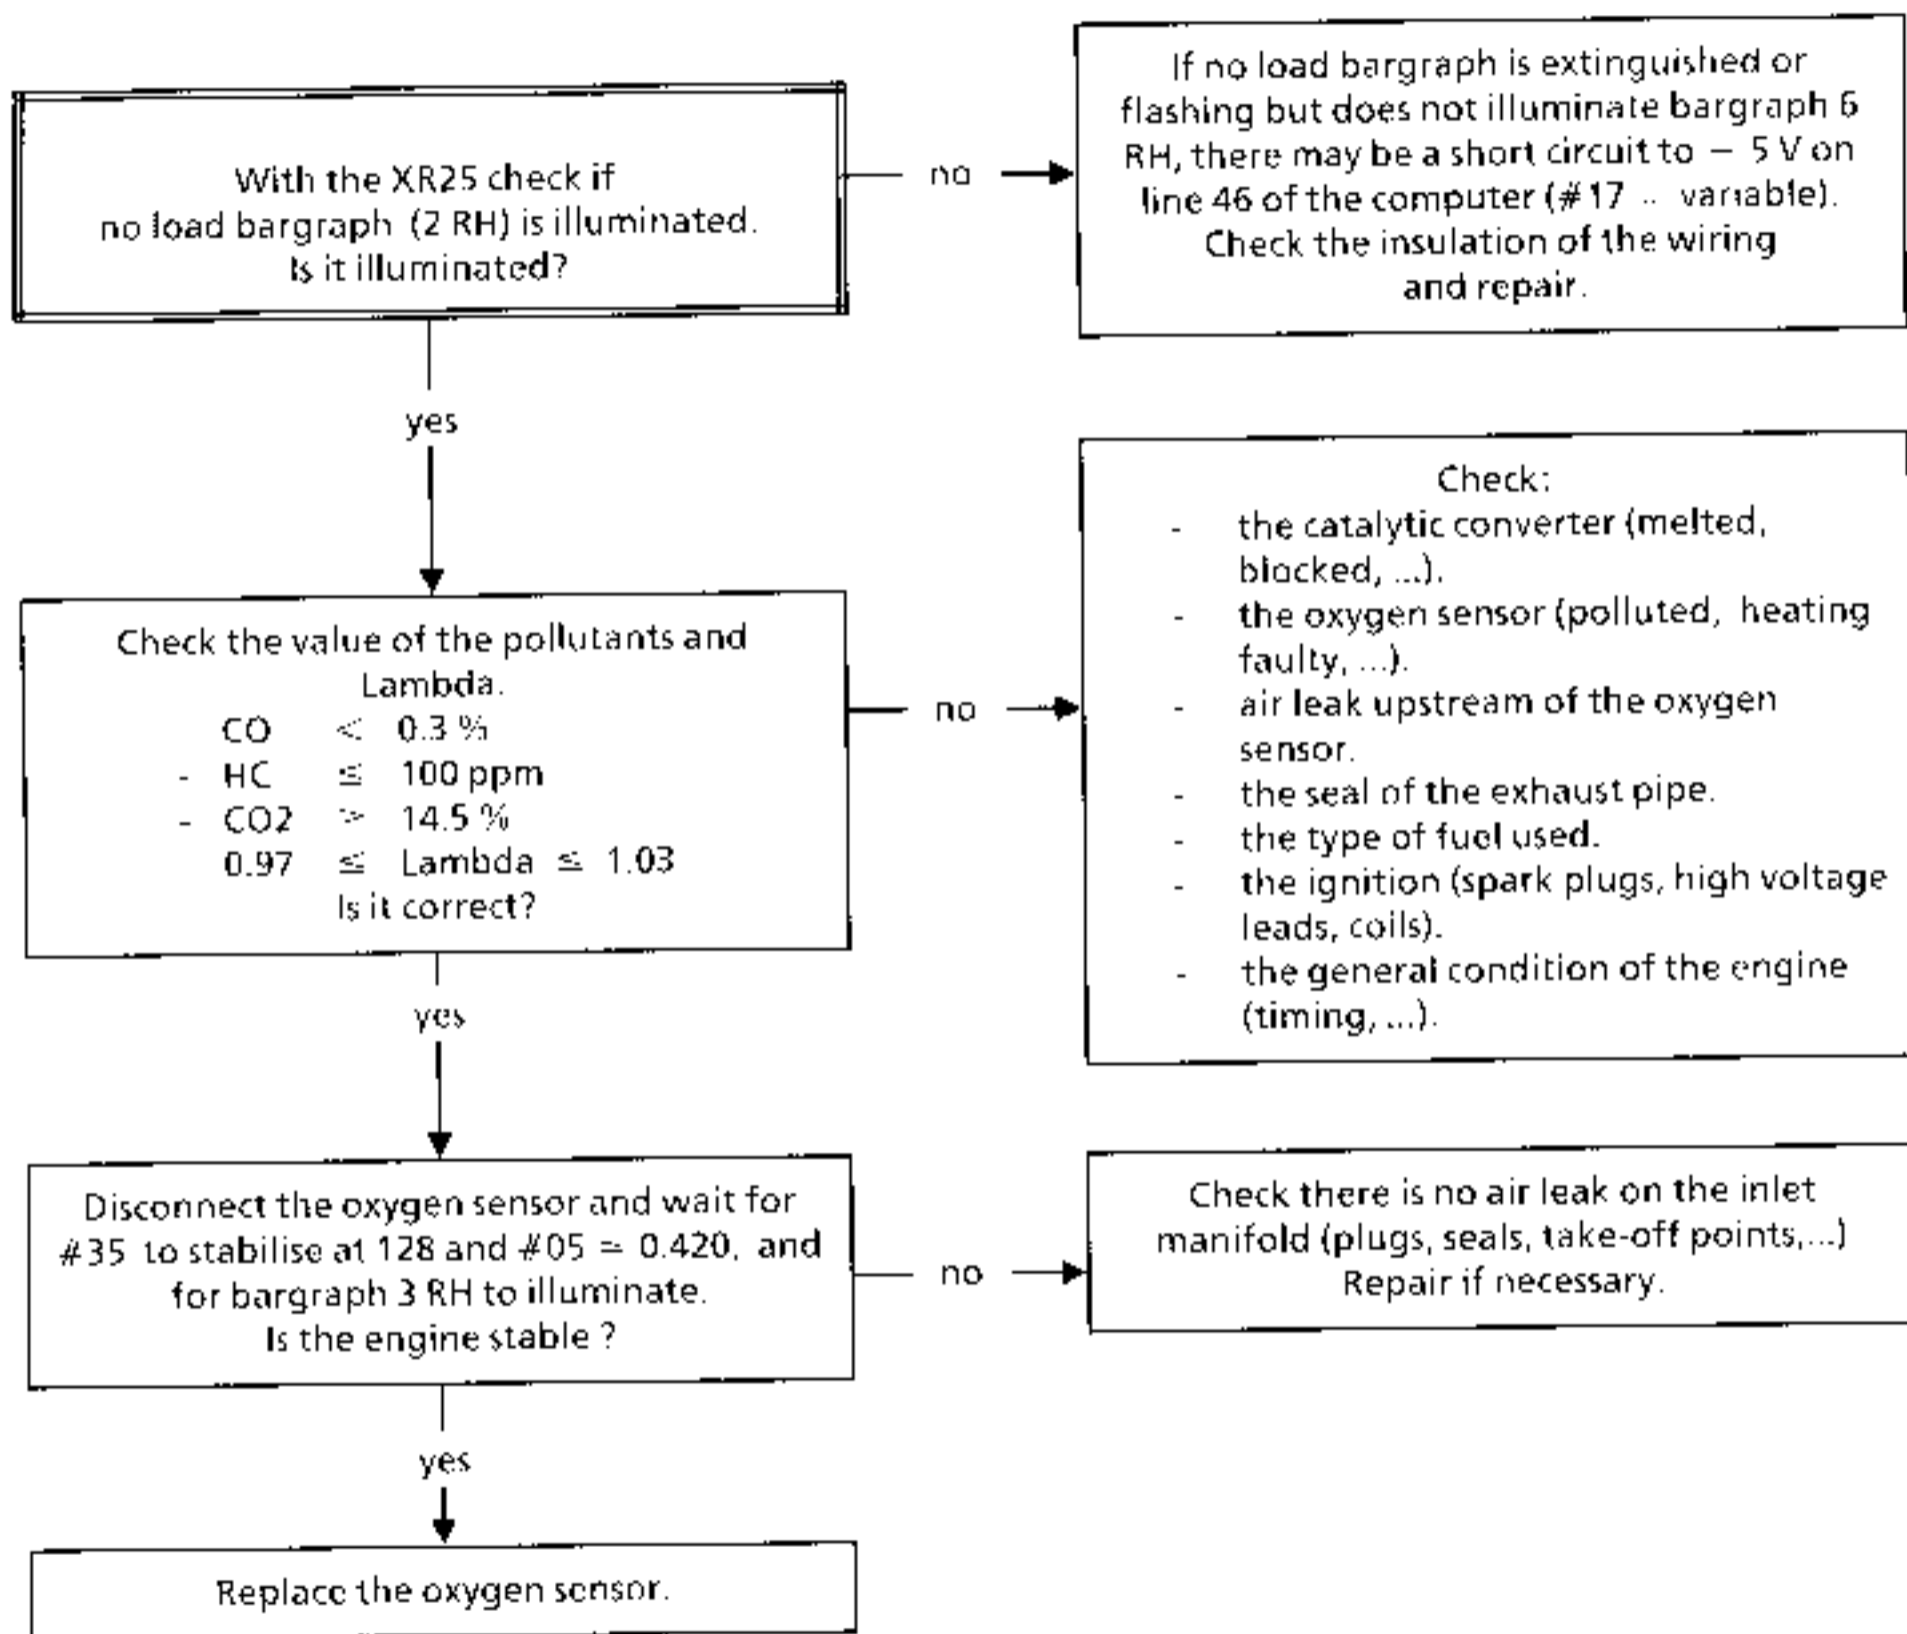 With the XR25 check if
no load bargraph (2 RH) is illuminated.
Is it illuminated?
no
If no load bargraph is extinguished or
flashing but does not illuminate bargraph 6
RH, there may be a short circuit to – 5 V on
line 46 of the computer (#17 .. variable).
Check the insulation of the wiring
and repair.
yes
Check the value of the pollutants and
Lambda.
CO < 0.3 %
- HC ≤ 100 ppm
- CO2 > 14.5 %
0.97 ≤ Lambda ≤ 1.03
Is it correct?
no
Check:
- the catalytic converter (melted,
blocked, ...).
- the oxygen sensor (polluted, heating
faulty, ...).
- air leak upstream of the oxygen
sensor.
- the seal of the exhaust pipe.
- the type of fuel used.
- the ignition (spark plugs, high voltage
leads, coils).
- the general condition of the engine
(timing, ...).
yes
Disconnect the oxygen sensor and wait for
#35 to stabilise at 128 and #05 = 0.420, and
for bargraph 3 RH to illuminate.
Is the engine stable ?
no
Check there is no air leak on the inlet
manifold (plugs, seals, take-off points,...)
Repair if necessary.
yes
Replace the oxygen sensor.